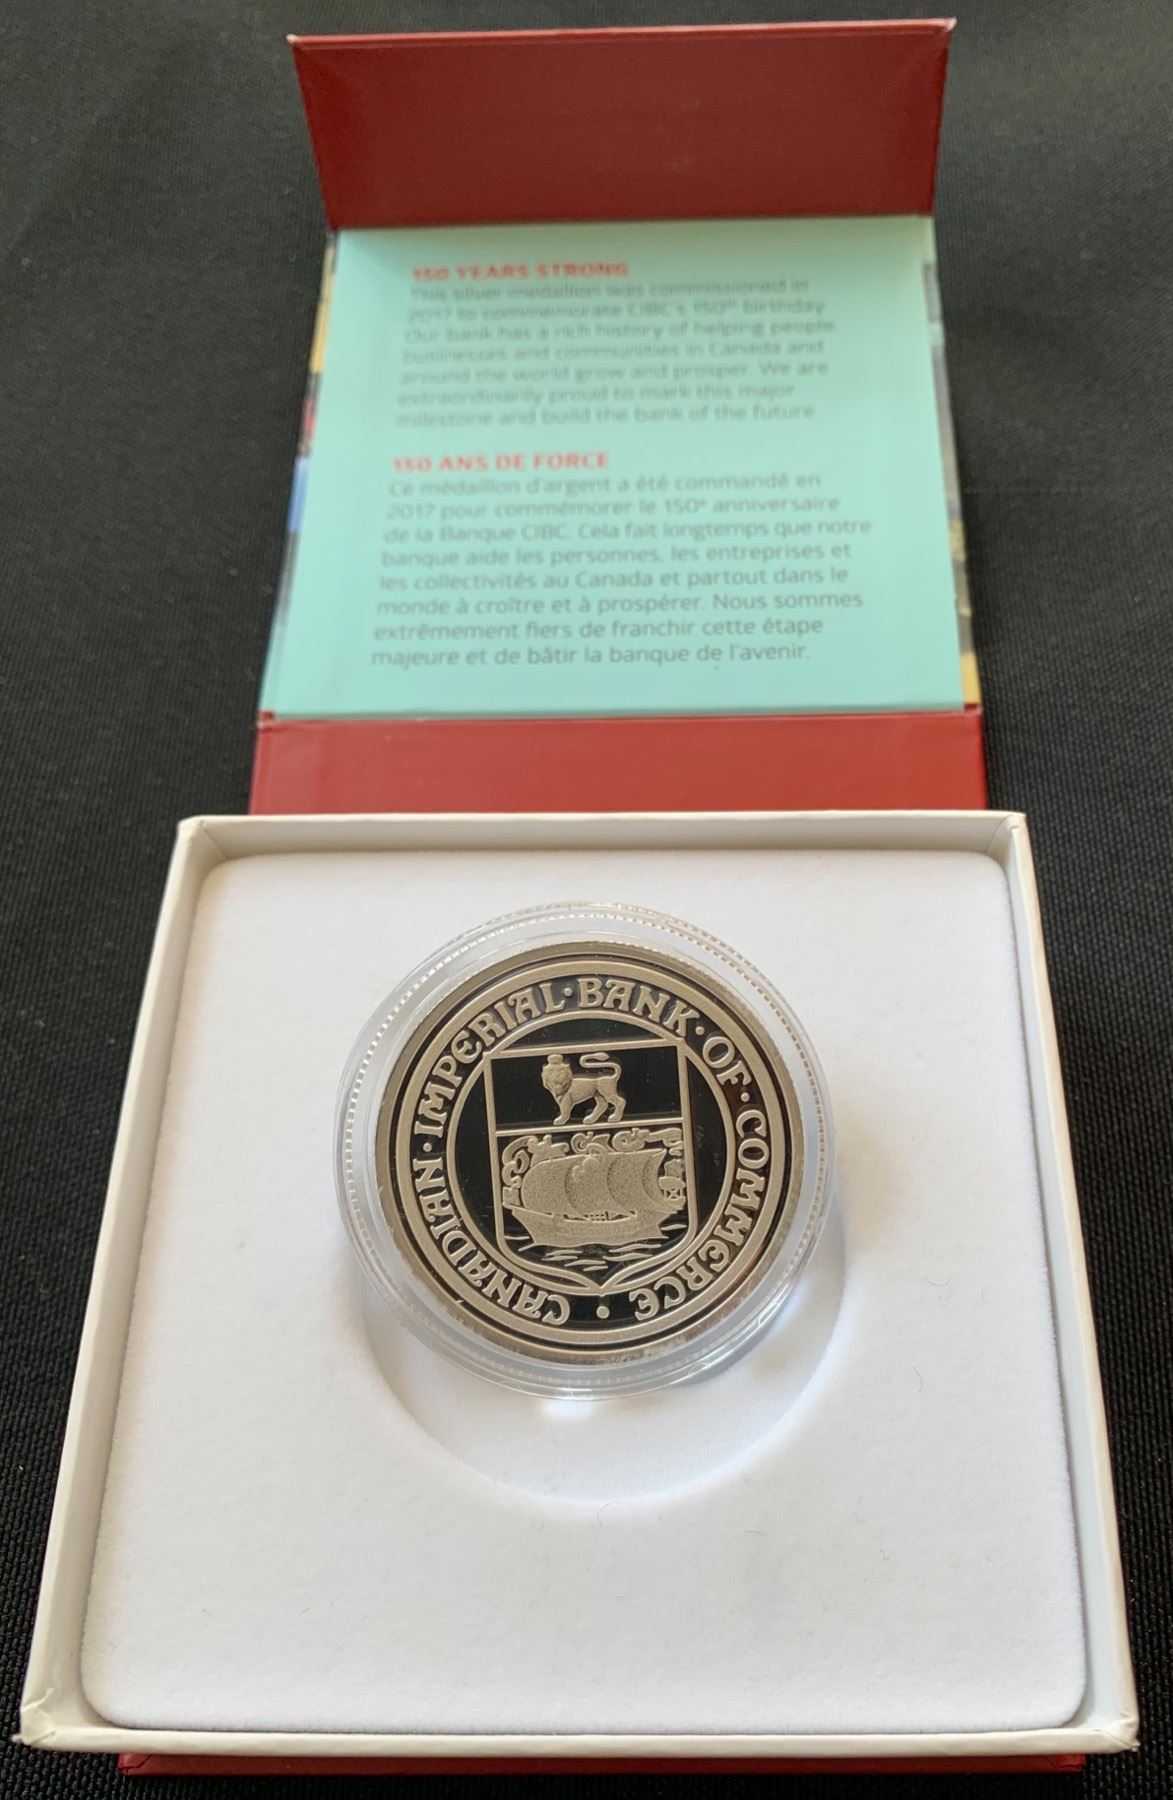 150 YEARS STRONG
This silver medallion was commissioned in
2017 to commemorate CIBC's 150th birthday.
Our bank has a rich history of helping people,
businesses and communities in Canada and
around the world grow and prosper. We are
extraordinarily proud to mark this major
milestone and build the bank of the future.
150 ANS DE FORCE
Ce médaillon d'argent a été commandé en
2017 pour commémorer le 150e anniversaire
de la Banque CIBC. Cela fait longtemps que notre
banque aide les personnes, les entreprises et
les collectivités au Canada et partout dans le
monde à croître et à prospérer. Nous sommes
extrêmement fiers de franchir cette étape
majeure et de bâtir la banque de l'avenir.
CANADIAN·IMPERIAL·BANK·OF·COMMERCE·